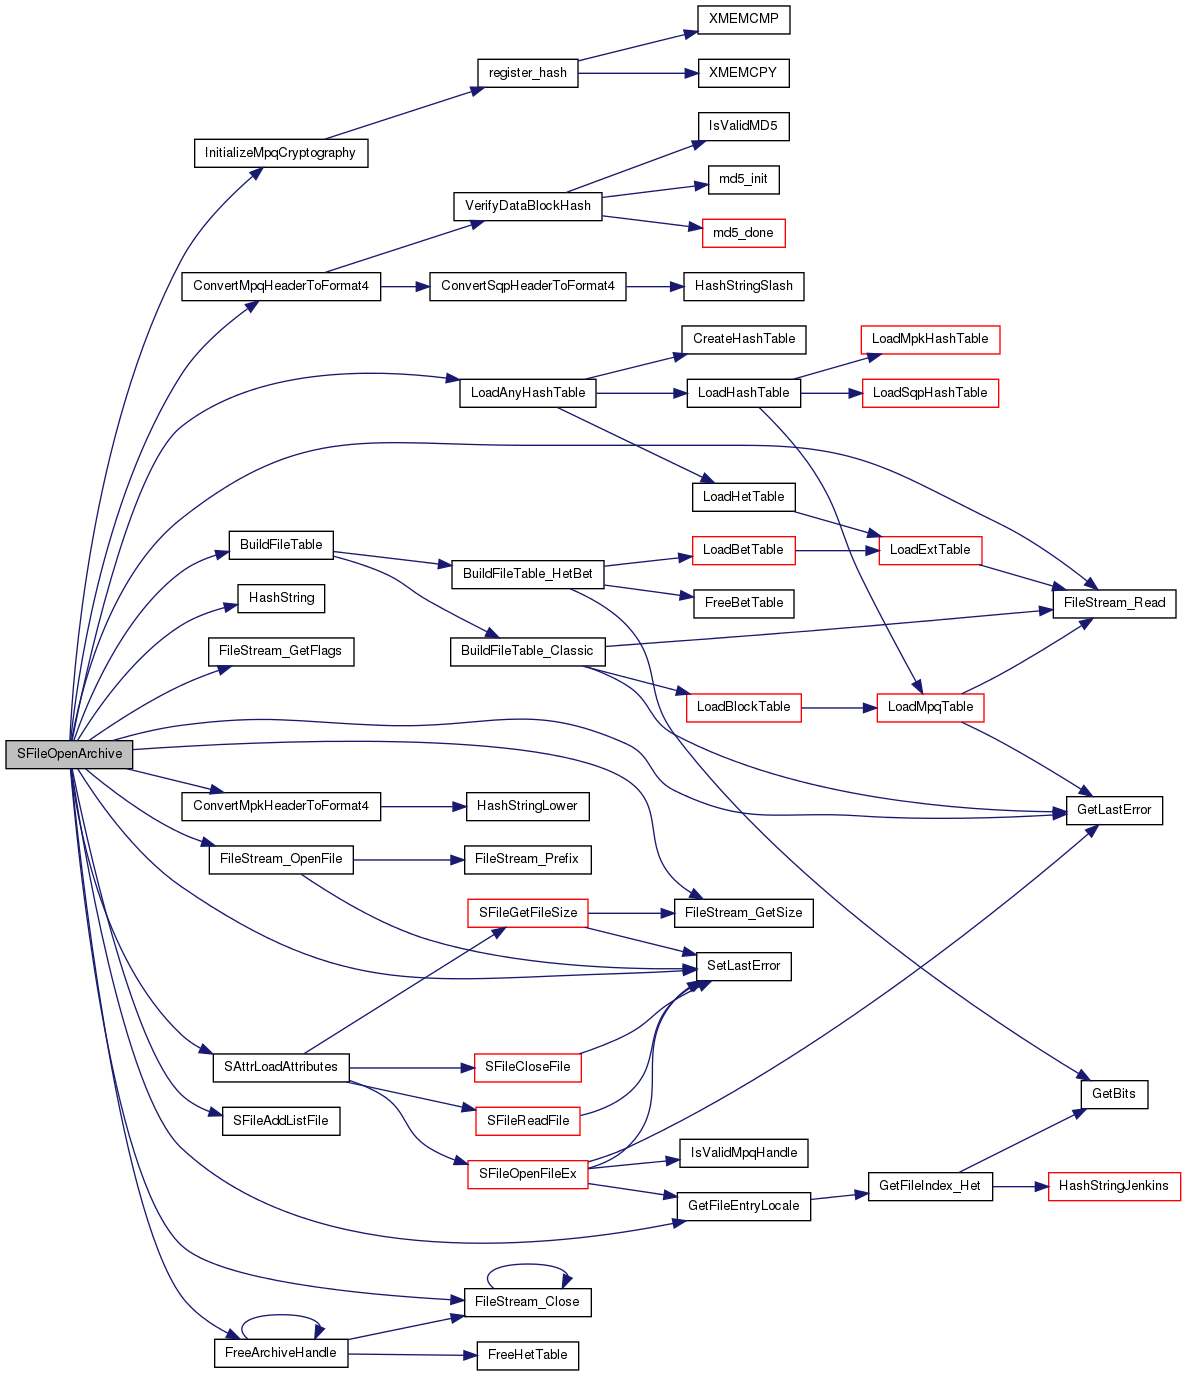 XMEMCMP
register_hash
XMEMCPY
IsValidMD5
InitializeMpqCryptography
md5_init
VerifyDataBlockHash
md5_done
ConvertMpqHeaderToFormat4
ConvertSqpHeaderToFormat4
HashStringSlash
CreateHashTable
LoadMpkHashTable
LoadAnyHashTable
LoadHashTable
LoadSqpHashTable
LoadHetTable
BuildFileTable
LoadBetTable
LoadExtTable
BuildFileTable_HetBet
HashString
FreeBetTable
FileStream_Read
FileStream_GetFlags
BuildFileTable_Classic
LoadBlockTable
LoadMpqTable
SFileOpenArchive
ConvertMpkHeaderToFormat4
HashStringLower
GetLastError
FileStream_OpenFile
FileStream_Prefix
SFileGetFileSize
FileStream_GetSize
SetLastError
SAttrLoadAttributes
SFileCloseFile
GetBits
SFileAddListFile
SFileReadFile
IsValidMpqHandle
SFileOpenFileEx
GetFileIndex_Het
HashStringJenkins
GetFileEntryLocale
FileStream_Close
FreeArchiveHandle
FreeHetTable